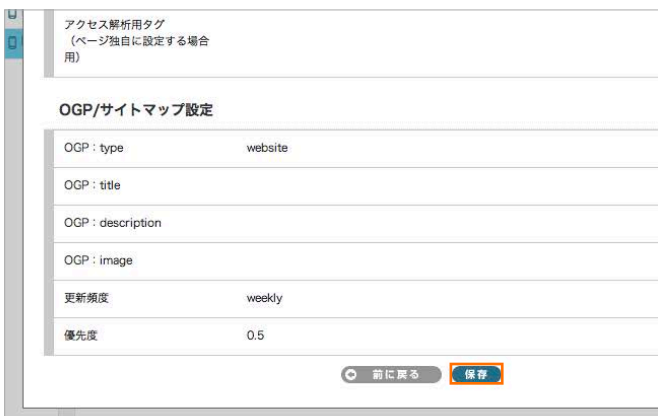 アクセス解析用タグ
（ページ独自に設定する場合
用）
OGP/サイトマップ設定
OGP：type website
OGP：title
OGP：description
OGP：image
更新頻度 weekly
優先度 0.5
前に戻る 保存